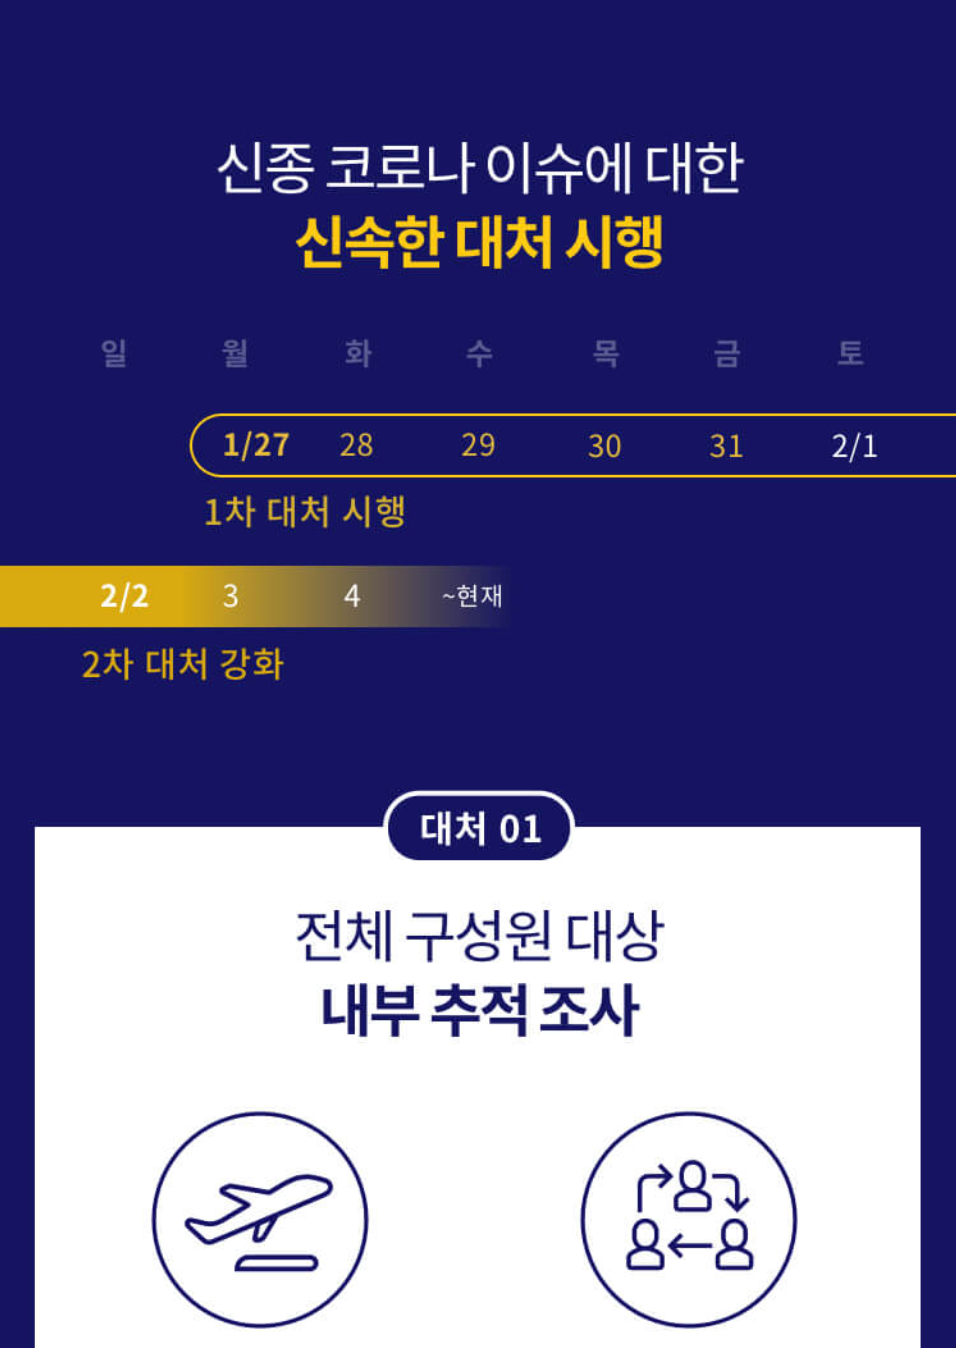 신종 코로나 이슈에 대한
신속한 대처 시행
일 월 화 수 목 금 토
1/27 28 29 30 31 2/1
1차 대처 시행
2/2 3 4 ~현재
2차 대처 강화
대처 01
전체 구성원 대상
내부 추적 조사